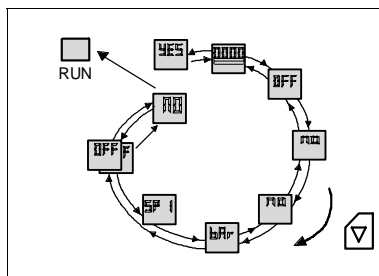 YES
0000
OFF
RUN
NO
no
OFF
F
SP 1
no
bAr